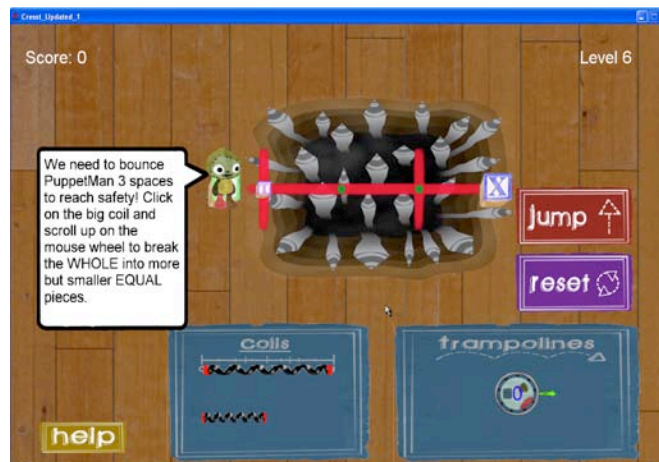 Cresst_Updated_1
Score: 0
Level 6
We need to bounce
PuppetMan 3 spaces
to reach safety! Click
on the big coil and
scroll up on the
mouse wheel to break
the WHOLE into more
but smaller EQUAL
pieces.
X
jump
reset
Coils
trampolines
0
help